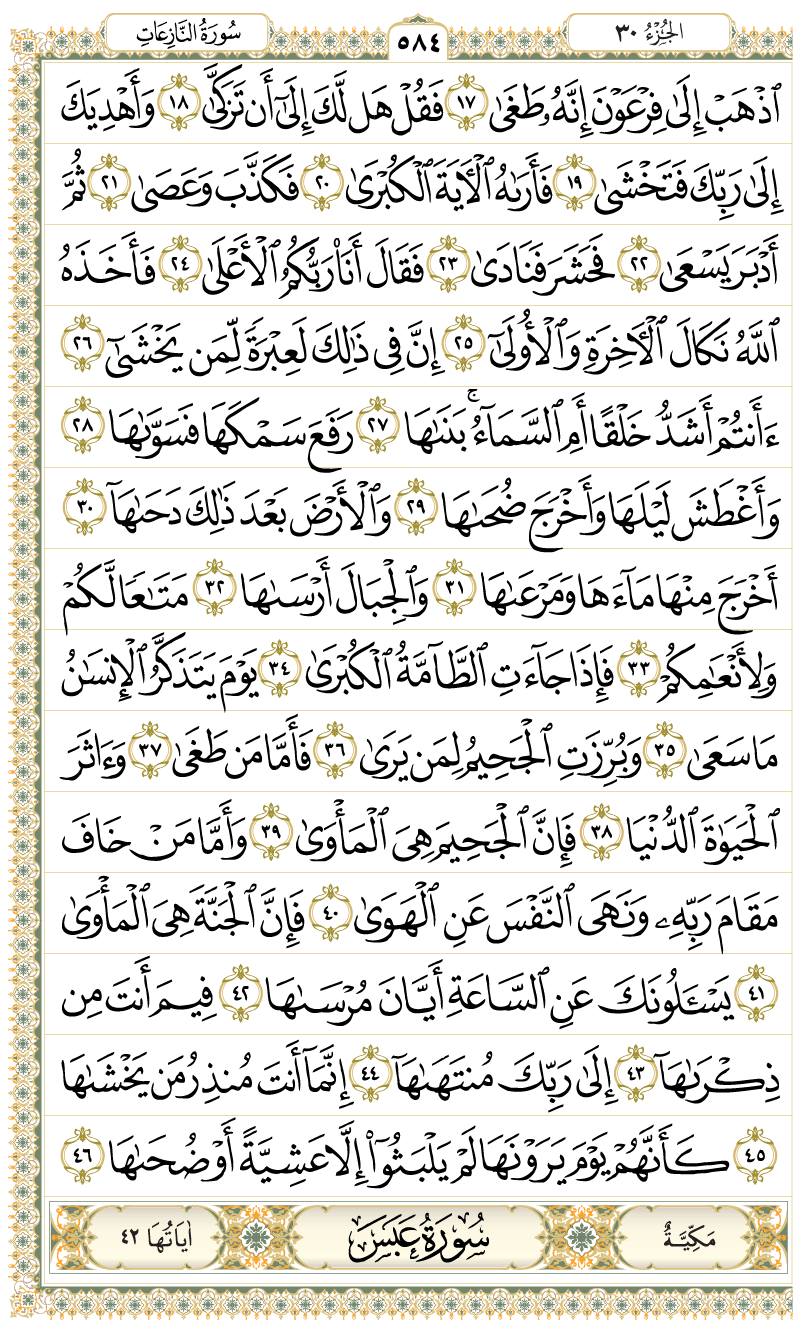 الجُزْءُ ٣٠
٥٨٤
سُورَةُ النَّازِعَاتِ
ٱذْهَبْ إِلَىٰ فِرْعَوْنَ إِنَّهُۥ طَغَىٰ ١٧ فَقُلْ هَل لَّكَ إِلَىٰٓ أَن تَزَكَّىٰ ١٨ وَأَهْدِيَكَ
إِلَىٰ رَبِّكَ فَتَخْشَىٰ ١٩ فَأَرَىٰهُ ٱلْـَٔايَةَ ٱلْكُبْرَىٰ ٢٠ فَكَذَّبَ وَعَصَىٰ ٢١ ثُمَّ
أَدْبَرَ يَسْعَىٰ ٢٢ فَحَشَرَ فَنَادَىٰ ٢٣ فَقَالَ أَنَا۠ رَبُّكُمُ ٱلْأَعْلَىٰ ٢٤ فَأَخَذَهُ
ٱللَّهُ نَكَالَ ٱلْـَٔاخِرَةِ وَٱلْأُولَىٰٓ ٢٥ إِنَّ فِى ذَٰلِكَ لَعِبْرَةً لِّمَن يَخْشَىٰٓ ٢٦
ءَأَنتُمْ أَشَدُّ خَلْقًا أَمِ ٱلسَّمَآءُ ۚ بَنَىٰهَا ٢٧ رَفَعَ سَمْكَهَا فَسَوَّىٰهَا ٢٨
وَأَغْطَشَ لَيْلَهَا وَأَخْرَجَ ضُحَىٰهَا ٢٩ وَٱلْأَرْضَ بَعْدَ ذَٰلِكَ دَحَىٰهَآ ٣٠
أَخْرَجَ مِنْهَا مَآءَهَا وَمَرْعَىٰهَا ٣١ وَٱلْجِبَالَ أَرْسَىٰهَا ٣٢ مَتَـٰعًا لَّكُمْ
وَلِأَنْعَـٰمِكُمْ ٣٣ فَإِذَا جَآءَتِ ٱلطَّآمَّةُ ٱلْكُبْرَىٰ ٣٤ يَوْمَ يَتَذَكَّرُ ٱلْإِنسَـٰنُ
مَا سَعَىٰ ٣٥ وَبُرِّزَتِ ٱلْجَحِيمُ لِمَن يَرَىٰ ٣٦ فَأَمَّا مَن طَغَىٰ ٣٧ وَءَاثَرَ
ٱلْحَيَوٰةَ ٱلدُّنْيَا ٣٨ فَإِنَّ ٱلْجَحِيمَ هِىَ ٱلْمَأْوَىٰ ٣٩ وَأَمَّا مَنْ خَافَ
مَقَامَ رَبِّهِۦ وَنَهَى ٱلنَّفْسَ عَنِ ٱلْهَوَىٰ ٤٠ فَإِنَّ ٱلْجَنَّةَ هِىَ ٱلْمَأْوَىٰ
٤١ يَسْـَٔلُونَكَ عَنِ ٱلسَّاعَةِ أَيَّانَ مُرْسَىٰهَا ٤٢ فِيمَ أَنتَ مِن
ذِكْرَىٰهَآ ٤٣ إِلَىٰ رَبِّكَ مُنتَهَىٰهَآ ٤٤ إِنَّمَآ أَنتَ مُنذِرُ مَن يَخْشَىٰهَا
٤٥ كَأَنَّهُمْ يَوْمَ يَرَوْنَهَا لَمْ يَلْبَثُوٓا۟ إِلَّا عَشِيَّةً أَوْ ضُحَىٰهَا ٤٦
مَكِّيَّةٌ سُورَةُ عَبَسَ اٰيَاتُهَا ٤٢